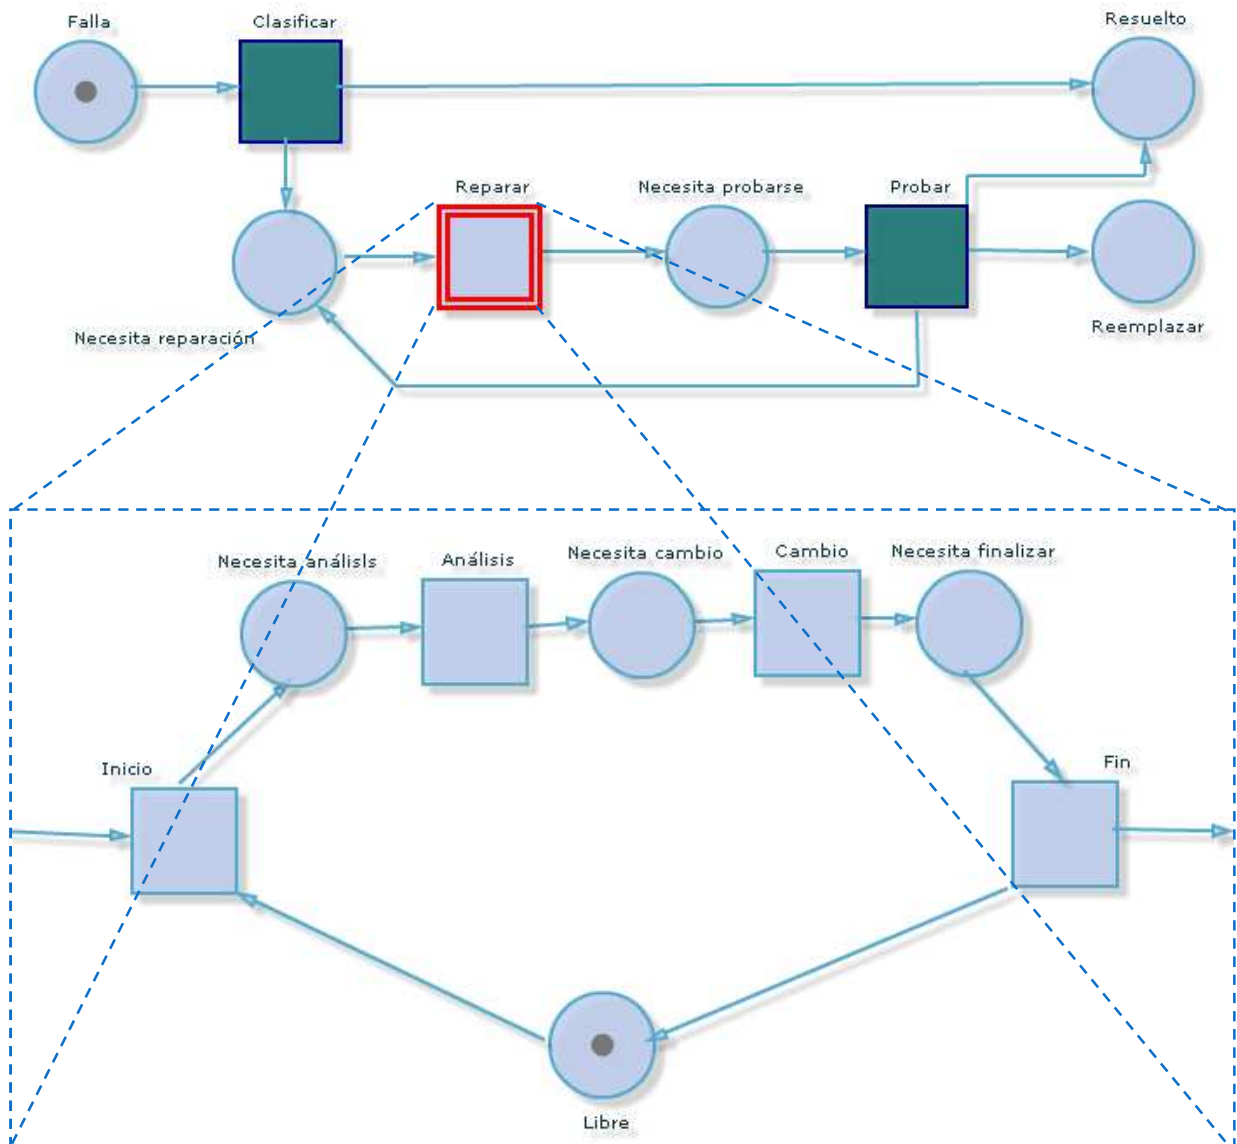 Falla
Clasificar
Resuelto
Reparar
Necesita probarse
Probar
Necesita reparación
Reemplazar
Necesita análisIs
Análisis
Necesita cambio
Cambio
Necesita finalizar
Inicio
Fin
Libre